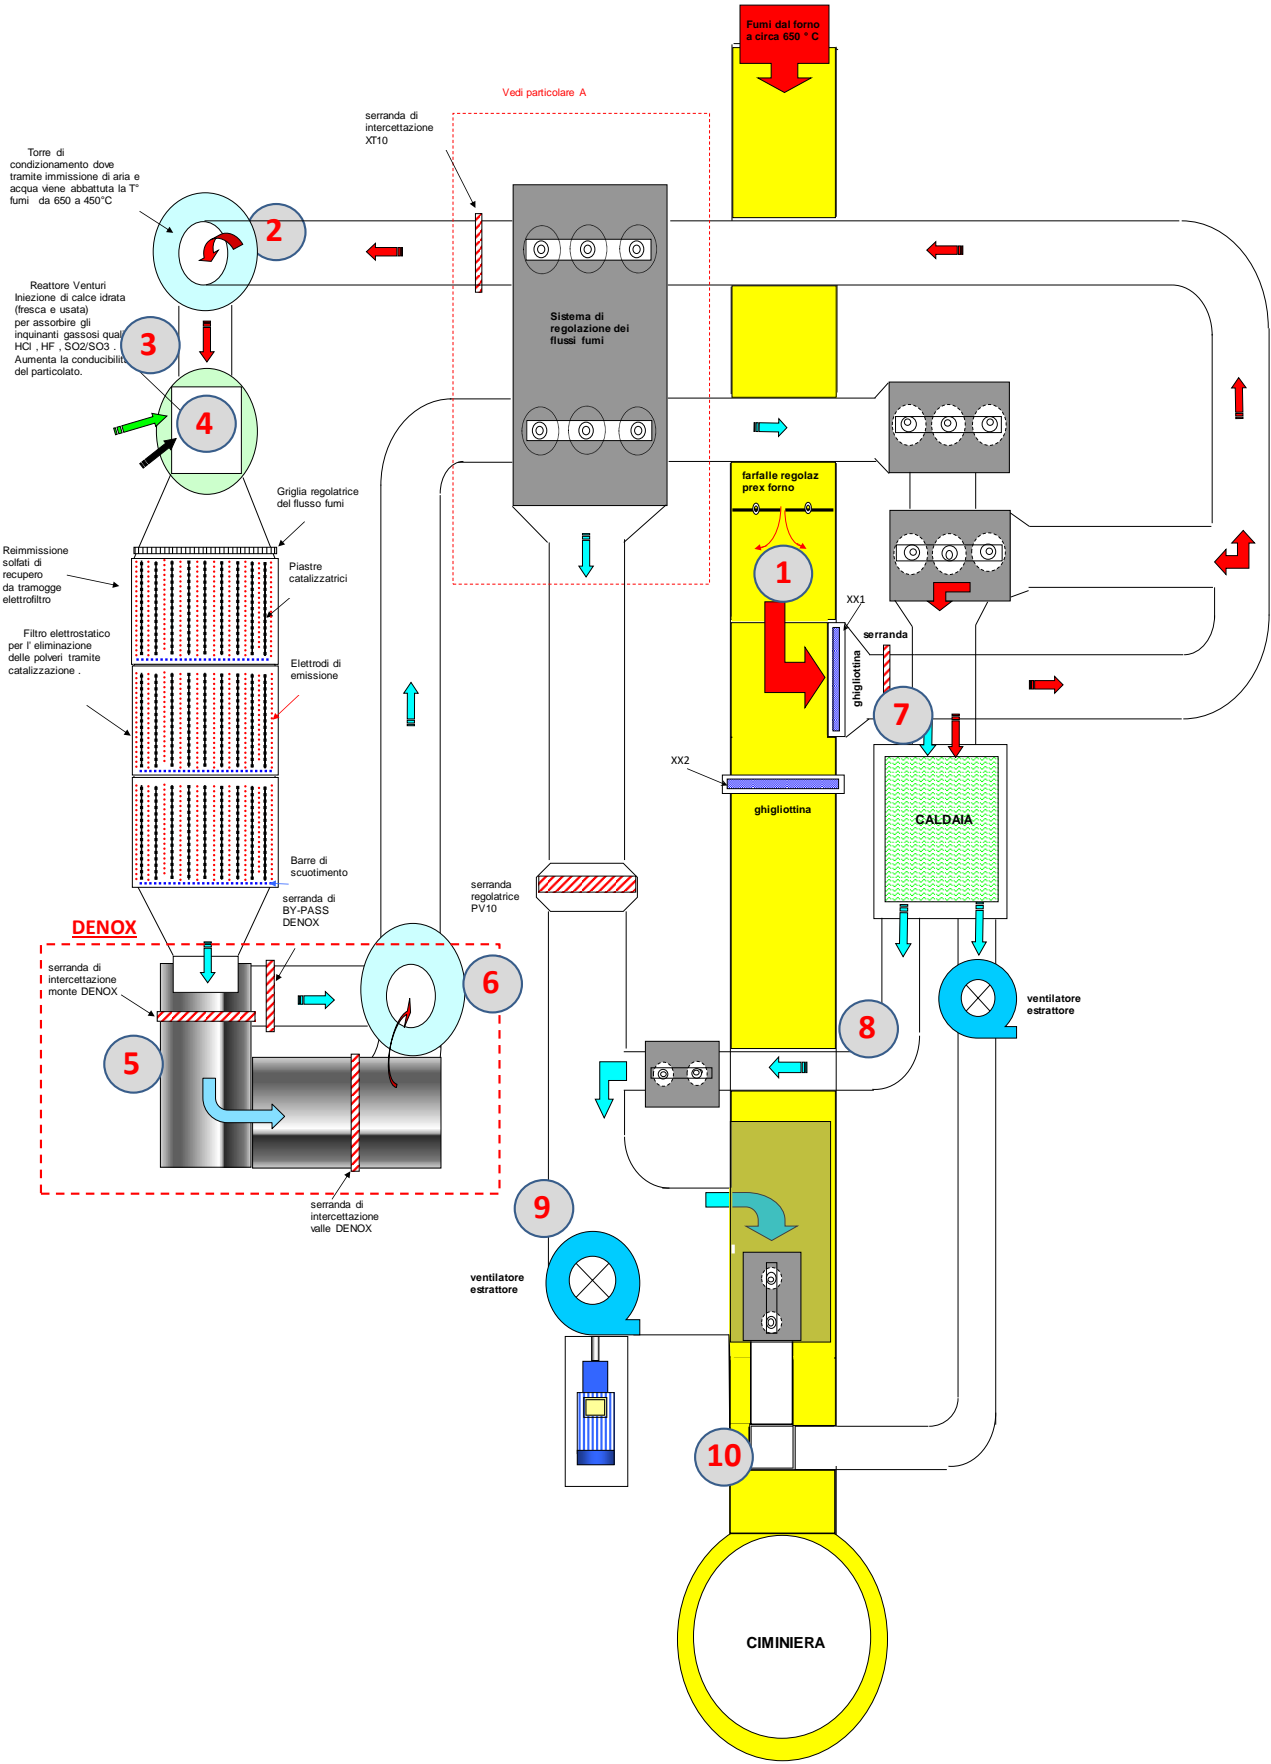 Fumi dal forno
a circa 650 ° C
Vedi particolare A
serranda di
intercettazione
XT10
Torre di
condizionamento dove
tramite immissione di aria e
acqua viene abbattuta la T°
fumi da 650 a 450°C
2
Reattore Venturi
Iniezione di calce idrata
(fresca e usata)
per assorbire gli
inquinanti gassosi quali
HCl , HF , SO2/SO3 .
Aumenta la conducibilità
del particolato.
3
Sistema di
regolazione dei
flussi fumi
4
farfalle regolaz
prex forno
Griglia regolatrice
del flusso fumi
Reimmissione
solfati di
recupero
da tramogge
elettrofiltro
Piastre
catalizzatrici
1
XX1
serranda
ghigliottina
Filtro elettrostatico
per l' eliminazione
delle polveri tramite
catalizzazione .
Elettrodi di
emissione
7
XX2
ghigliottina
CALDAIA
Barre di
scuotimento
serranda
regolatrice
PV10
serranda di
BY-PASS
DENOX
DENOX
serranda di
intercettazione
monte DENOX
6
ventilatore
estrattore
8
5
serranda di
intercettazione
valle DENOX
9
ventilatore
estrattore
10
CIMINIERA